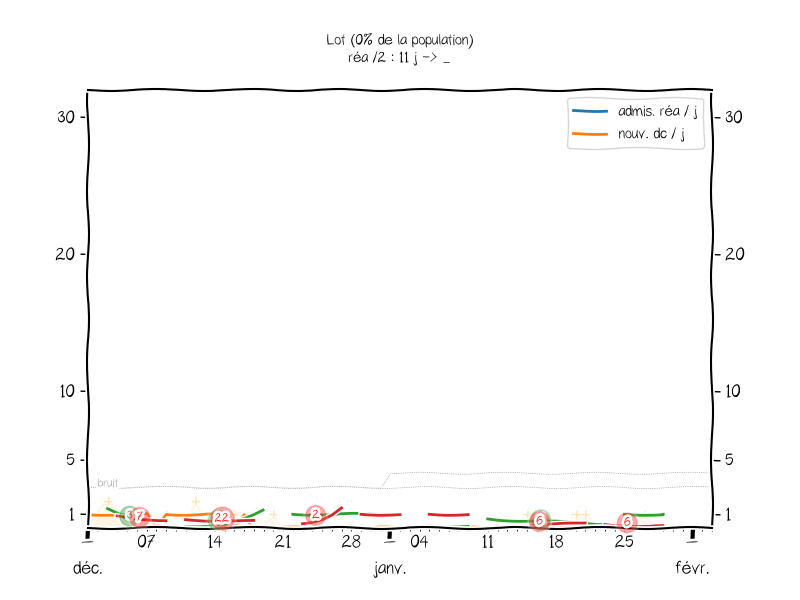 Lot (0% de la population)
réa /2 : 11 j -> _
admis. réa / j
nouv. dc / j
30 30
20 20
10 10
5 5
bruit
1 1
3 7 22 2 6 6
07 14 21 28 04 11 18 25
déc. janv. févr.